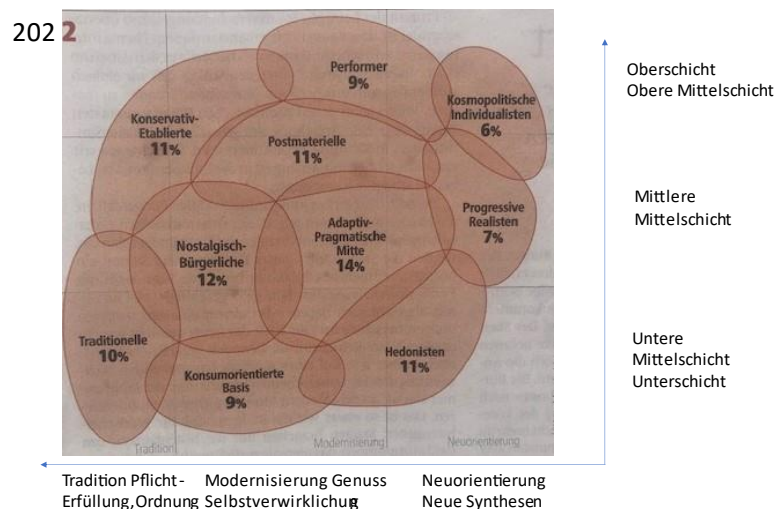 2022
Performer
9%
Kosmopolitische
Individualisten
6%
Konservativ-
Etablierte
11%
Postmaterielle
11%
Progressive
Realisten
7%
Adaptiv-
Pragmatische
Mitte
14%
Nostalgisch-
Bürgerliche
12%
Traditionelle
10%
Konsumorientierte
Basis
9%
Hedonisten
11%
Tradition
Modernisierung
Neuorientierung
Oberschicht
Obere Mittelschicht
Mittlere
Mittelschicht
Untere
Mittelschicht
Unterschicht
Tradition Pflicht-
Erfüllung,Ordnung
Modernisierung Genuss
Selbstverwirklichung
Neuorientierung
Neue Synthesen